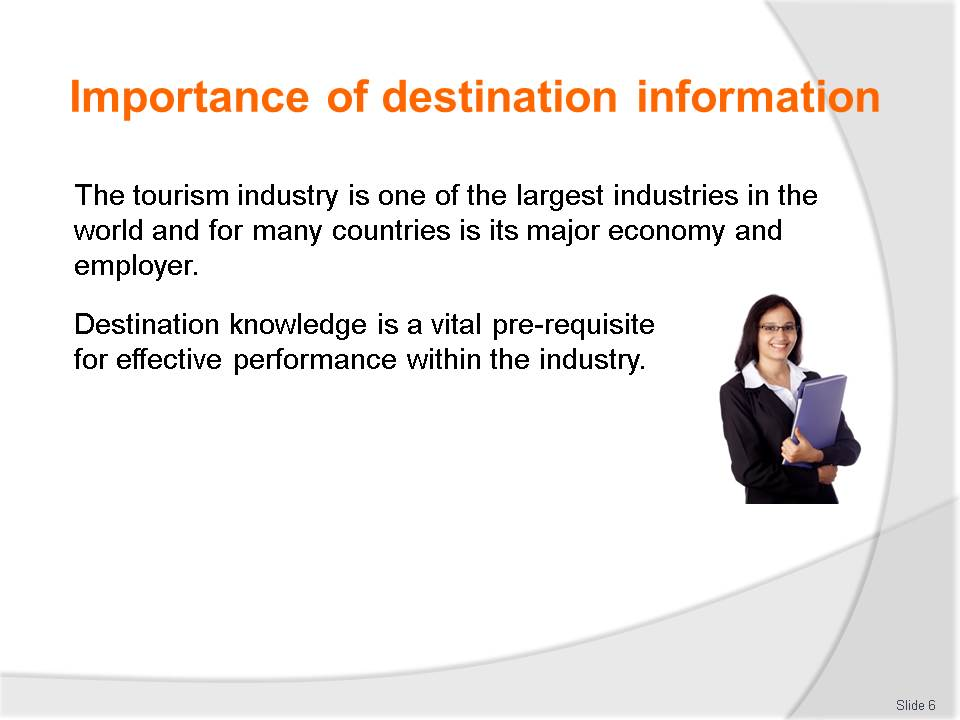 Importance of destination information
The tourism industry is one of the largest industries in the
world and for many countries is its major economy and
employer.
Destination knowledge is a vital pre-requisite
for effective performance within the industry.
Slide 6